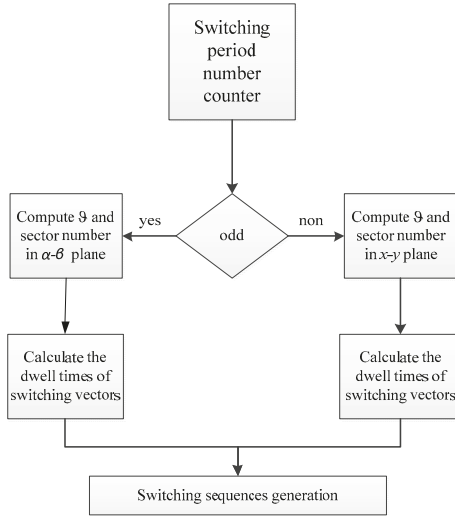 Switching
period
number
counter
yes
odd
non
Compute ϑ and
sector number
in α-β plane
Compute ϑ and
sector number
in x-y plane
Calculate the
dwell times of
switching vectors
Calculate the
dwell times of
switching vectors
Switching sequences generation